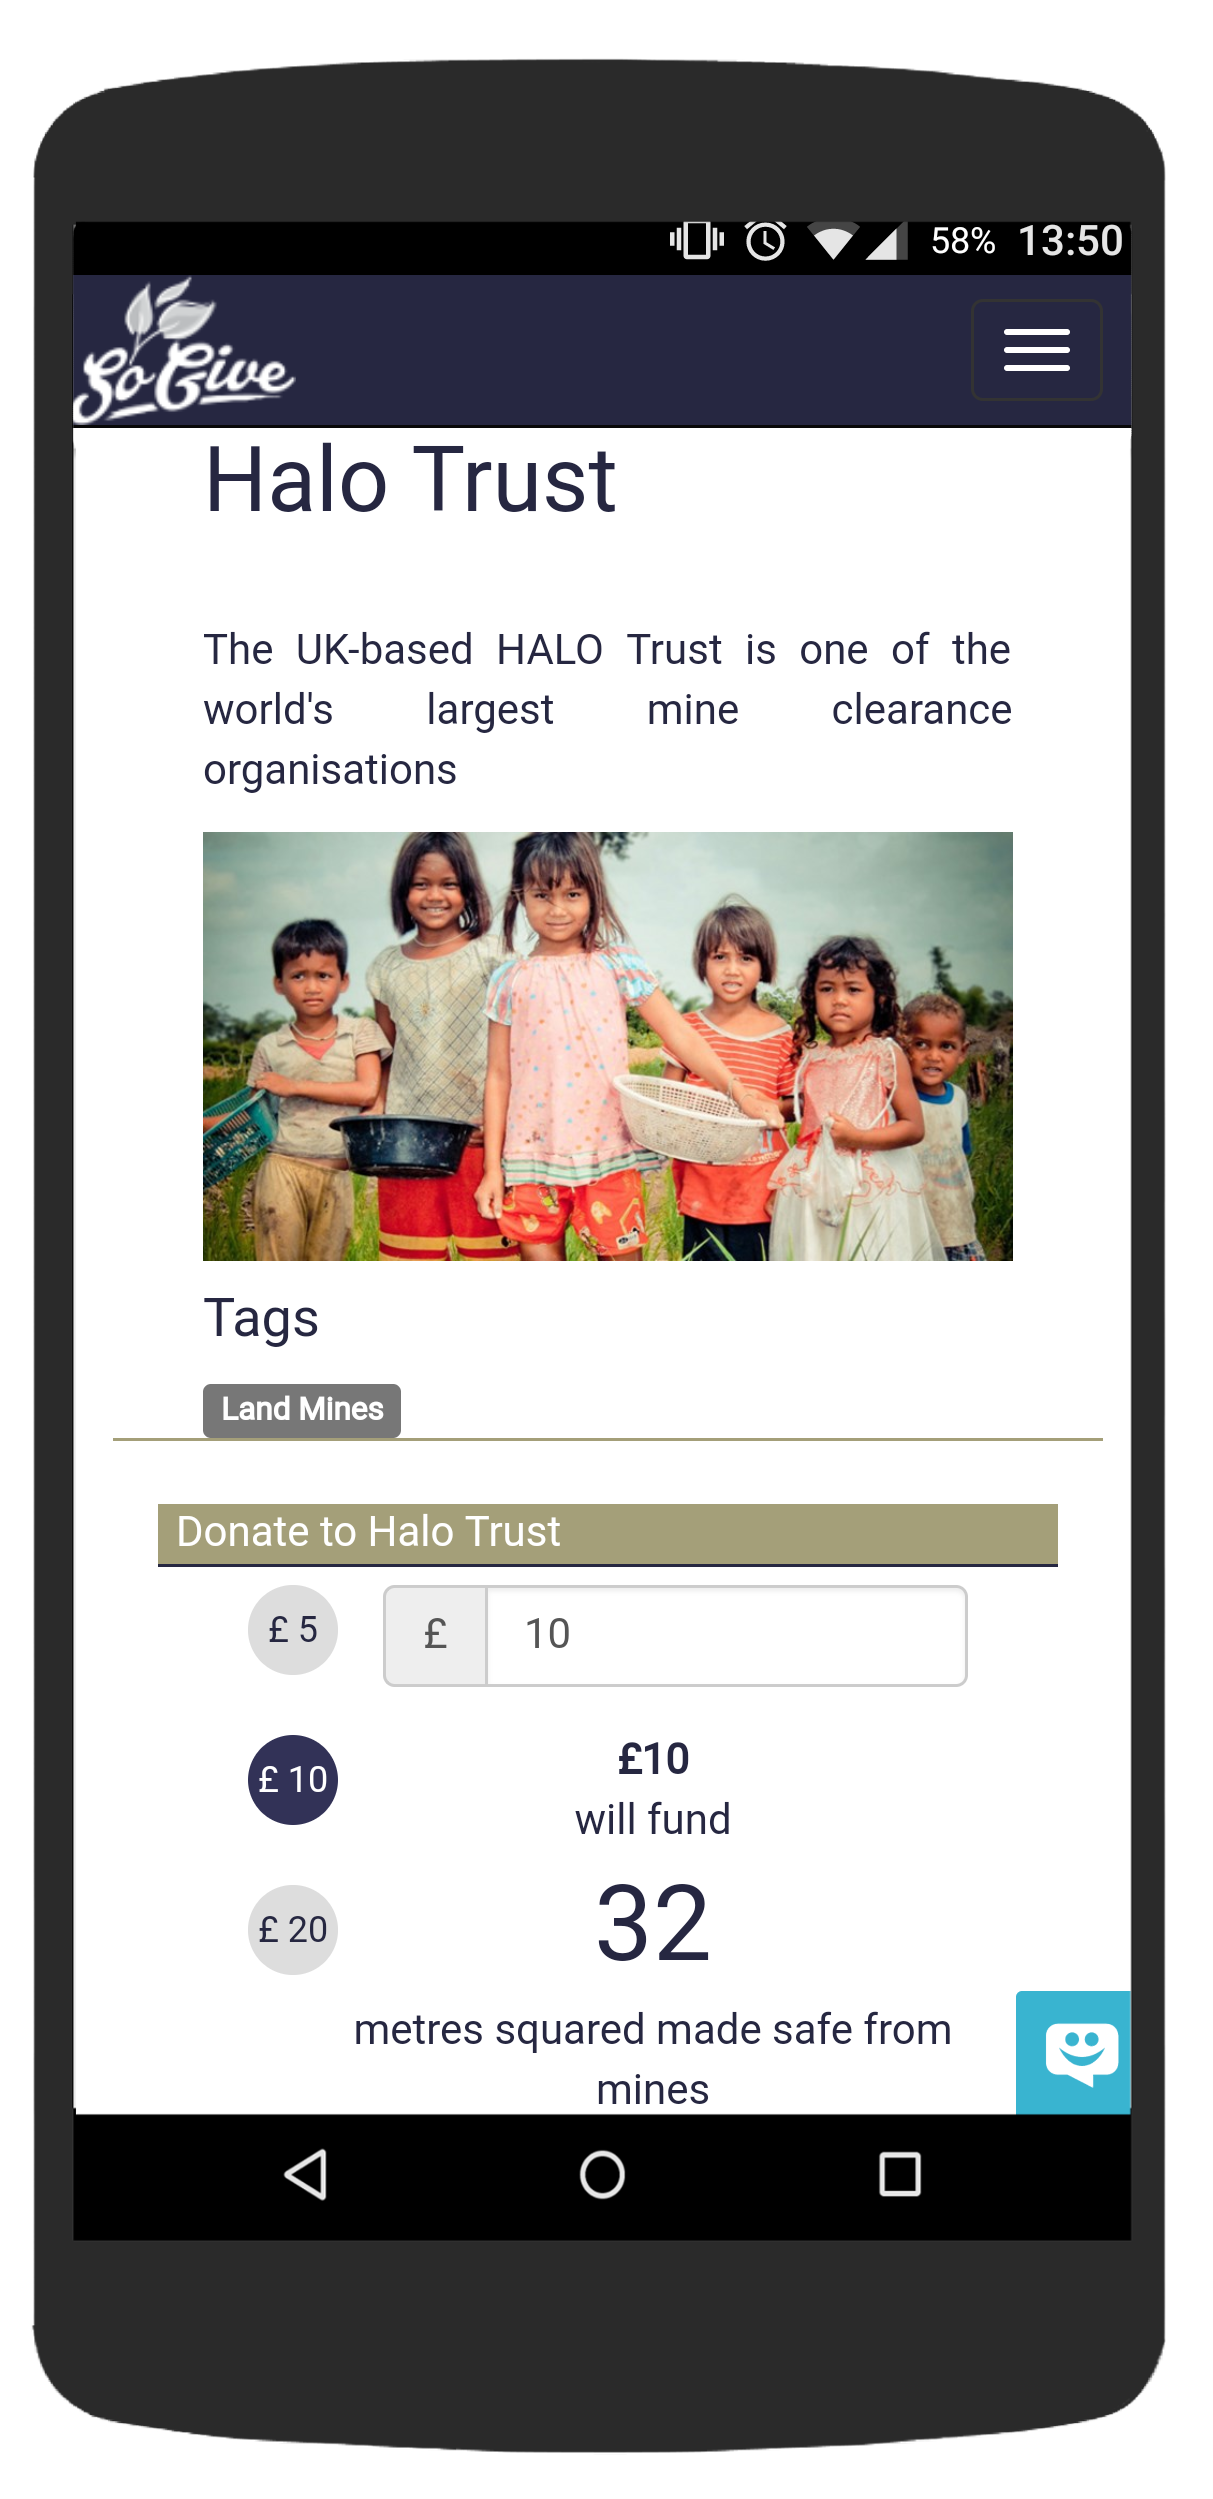 58% 13:50
SoGive
Halo Trust
The UK-based HALO Trust is one of the
world's largest mine clearance
organisations
Tags
Land Mines
Donate to Halo Trust
£ 5
£ 10
£ 10
£10
will fund
£ 20
32
metres squared made safe from
mines